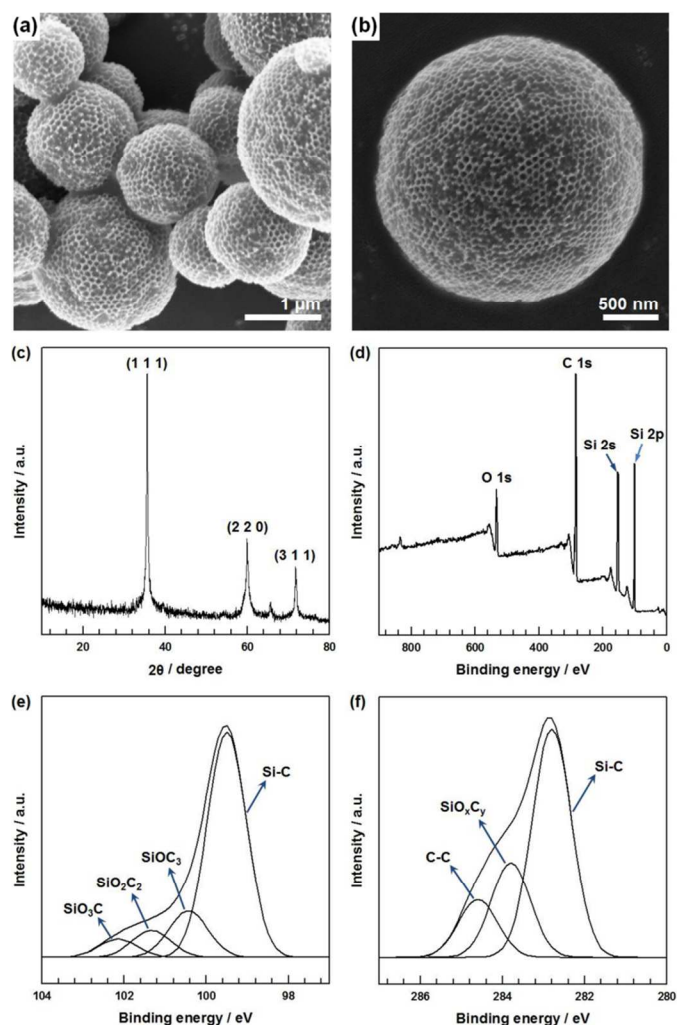 (a)
1 μm
(b)
500 nm
(c)
(1 1 1)
(2 2 0)
(3 1 1)
Intensity / a.u.
20
40
60
80
2θ / degree
(d)
C 1s
Si 2s
Si 2p
O 1s
Intensity / a.u.
800
600
400
200
0
Binding energy / eV
(e)
Si-C
SiOC₃
SiO₂C₂
SiO₃C
Intensity / a.u.
104
102
100
98
Binding energy / eV
(f)
Si-C
SiOₓCᵧ
C-C
Intensity / a.u.
286
284
282
280
Binding energy / eV